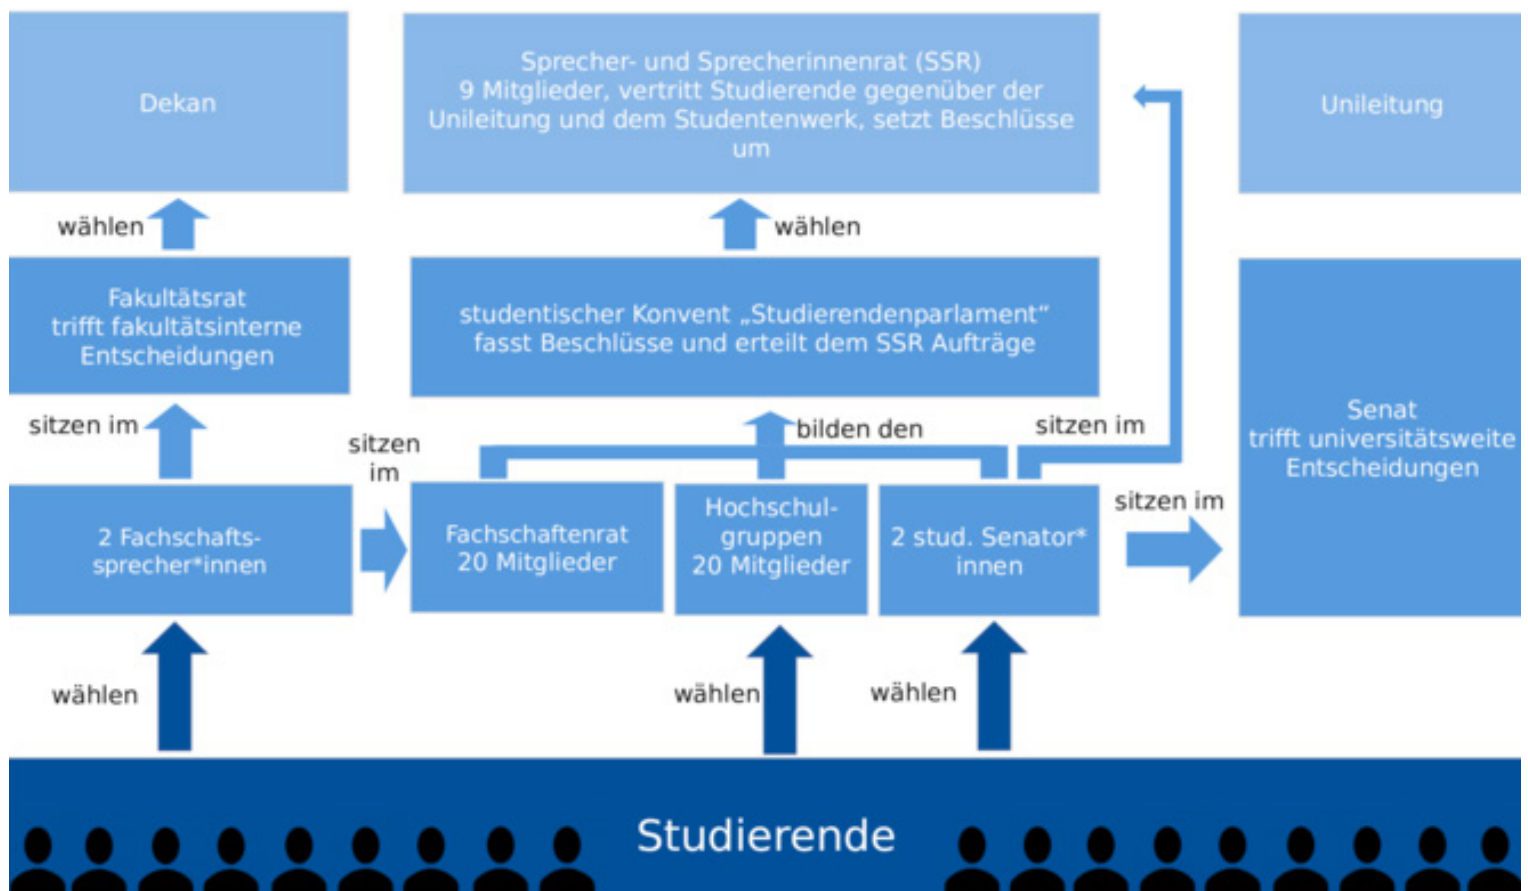 Dekan
Sprecher- und Sprecherinnenrat (SSR)
9 Mitglieder, vertritt Studierende gegenüber der
Unileitung und dem Studentenwerk, setzt Beschlüsse
um
Unileitung
wählen
wählen
Fakultätsrat
trifft fakultätsinterne
Entscheidungen
studentischer Konvent „Studierendenparlament“
fasst Beschlüsse und erteilt dem SSR Aufträge
Senat
trifft universitätsweite
Entscheidungen
sitzen im
sitzen
im
bilden den
sitzen im
sitzen im
2 Fachschafts-
sprecher*innen
Fachschaftenrat
20 Mitglieder
Hochschul-
gruppen
20 Mitglieder
2 stud. Senator*
innen
wählen
wählen
wählen
Studierende